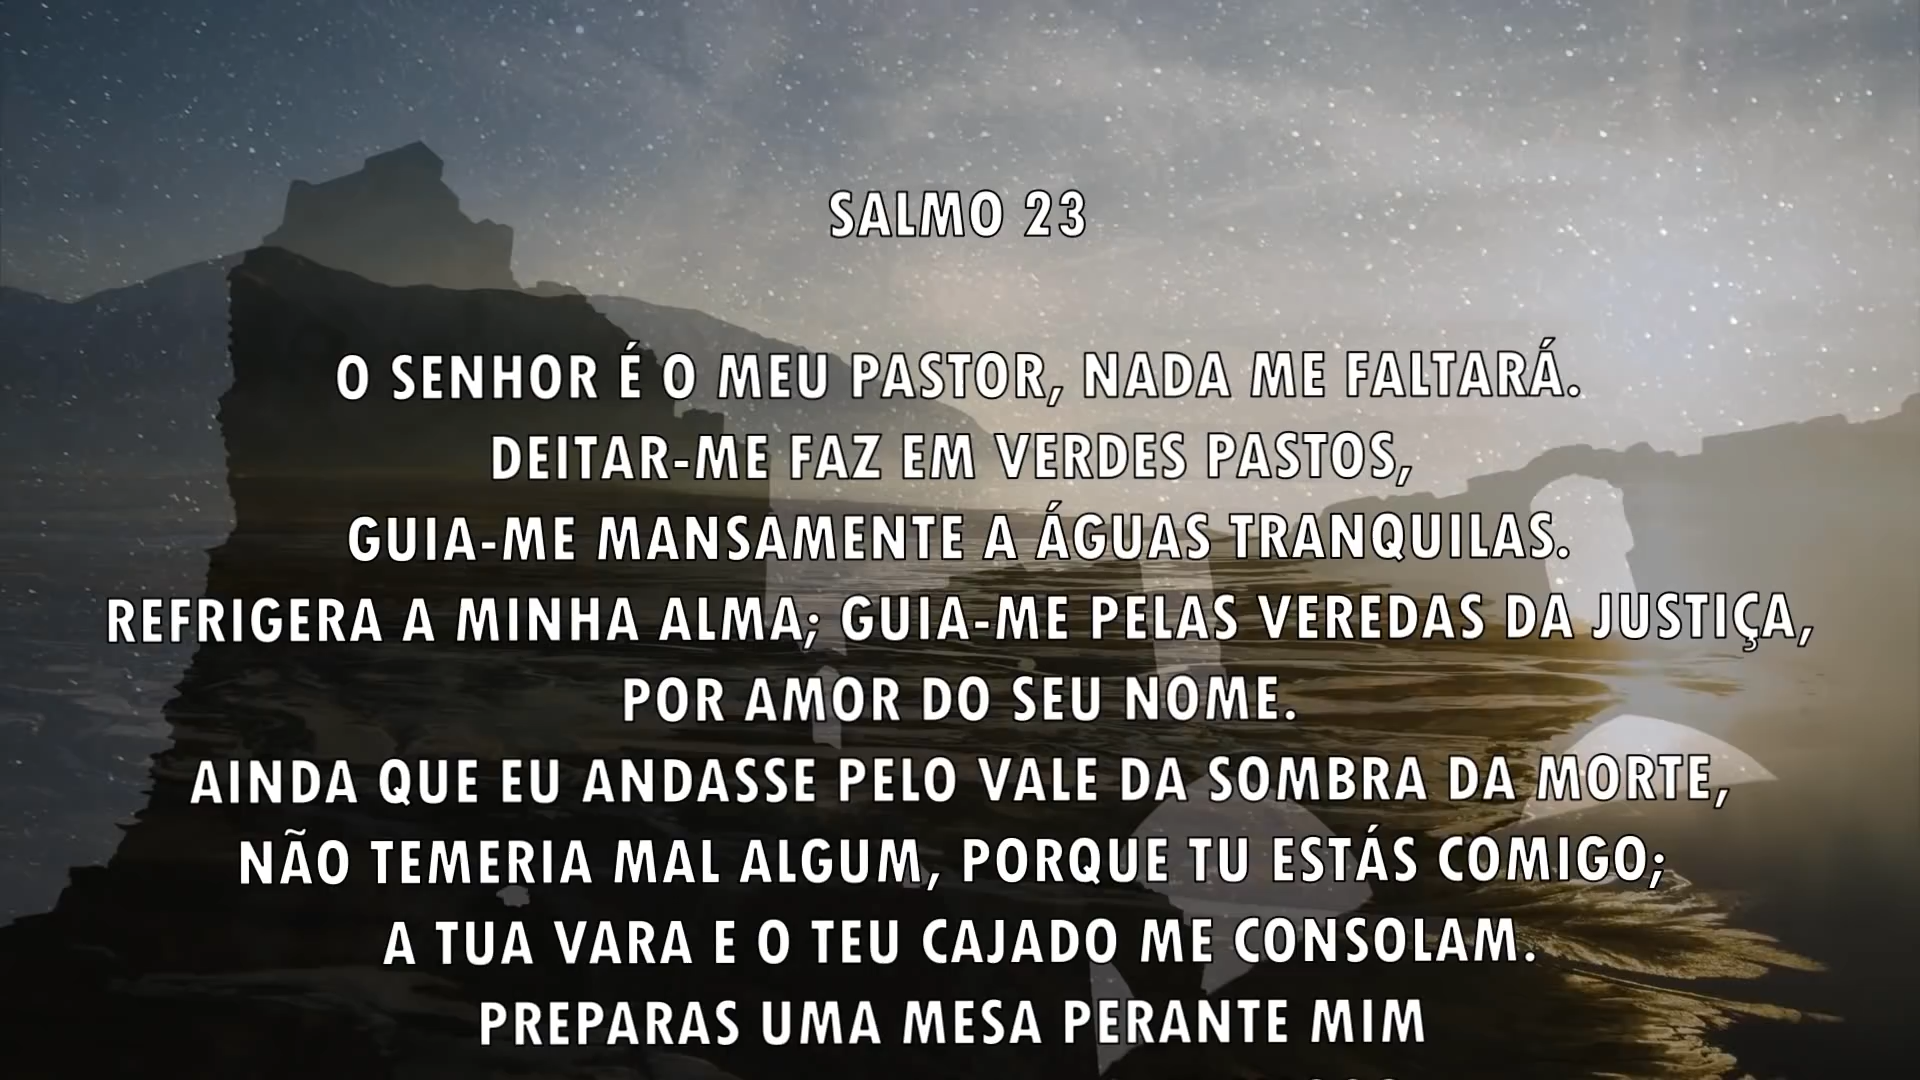 SALMO 23
O SENHOR É O MEU PASTOR, NADA ME FALTARÁ.
DEITAR-ME FAZ EM VERDES PASTOS,
GUIA-ME MANSAMENTE A ÁGUAS TRANQUILAS.
REFRIGERA A MINHA ALMA; GUIA-ME PELAS VEREDAS DA JUSTIÇA,
POR AMOR DO SEU NOME.
AINDA QUE EU ANDASSE PELO VALE DA SOMBRA DA MORTE,
NÃO TEMERIA MAL ALGUM, PORQUE TU ESTÁS COMIGO;
A TUA VARA E O TEU CAJADO ME CONSOLAM.
PREPARAS UMA MESA PERANTE MIM